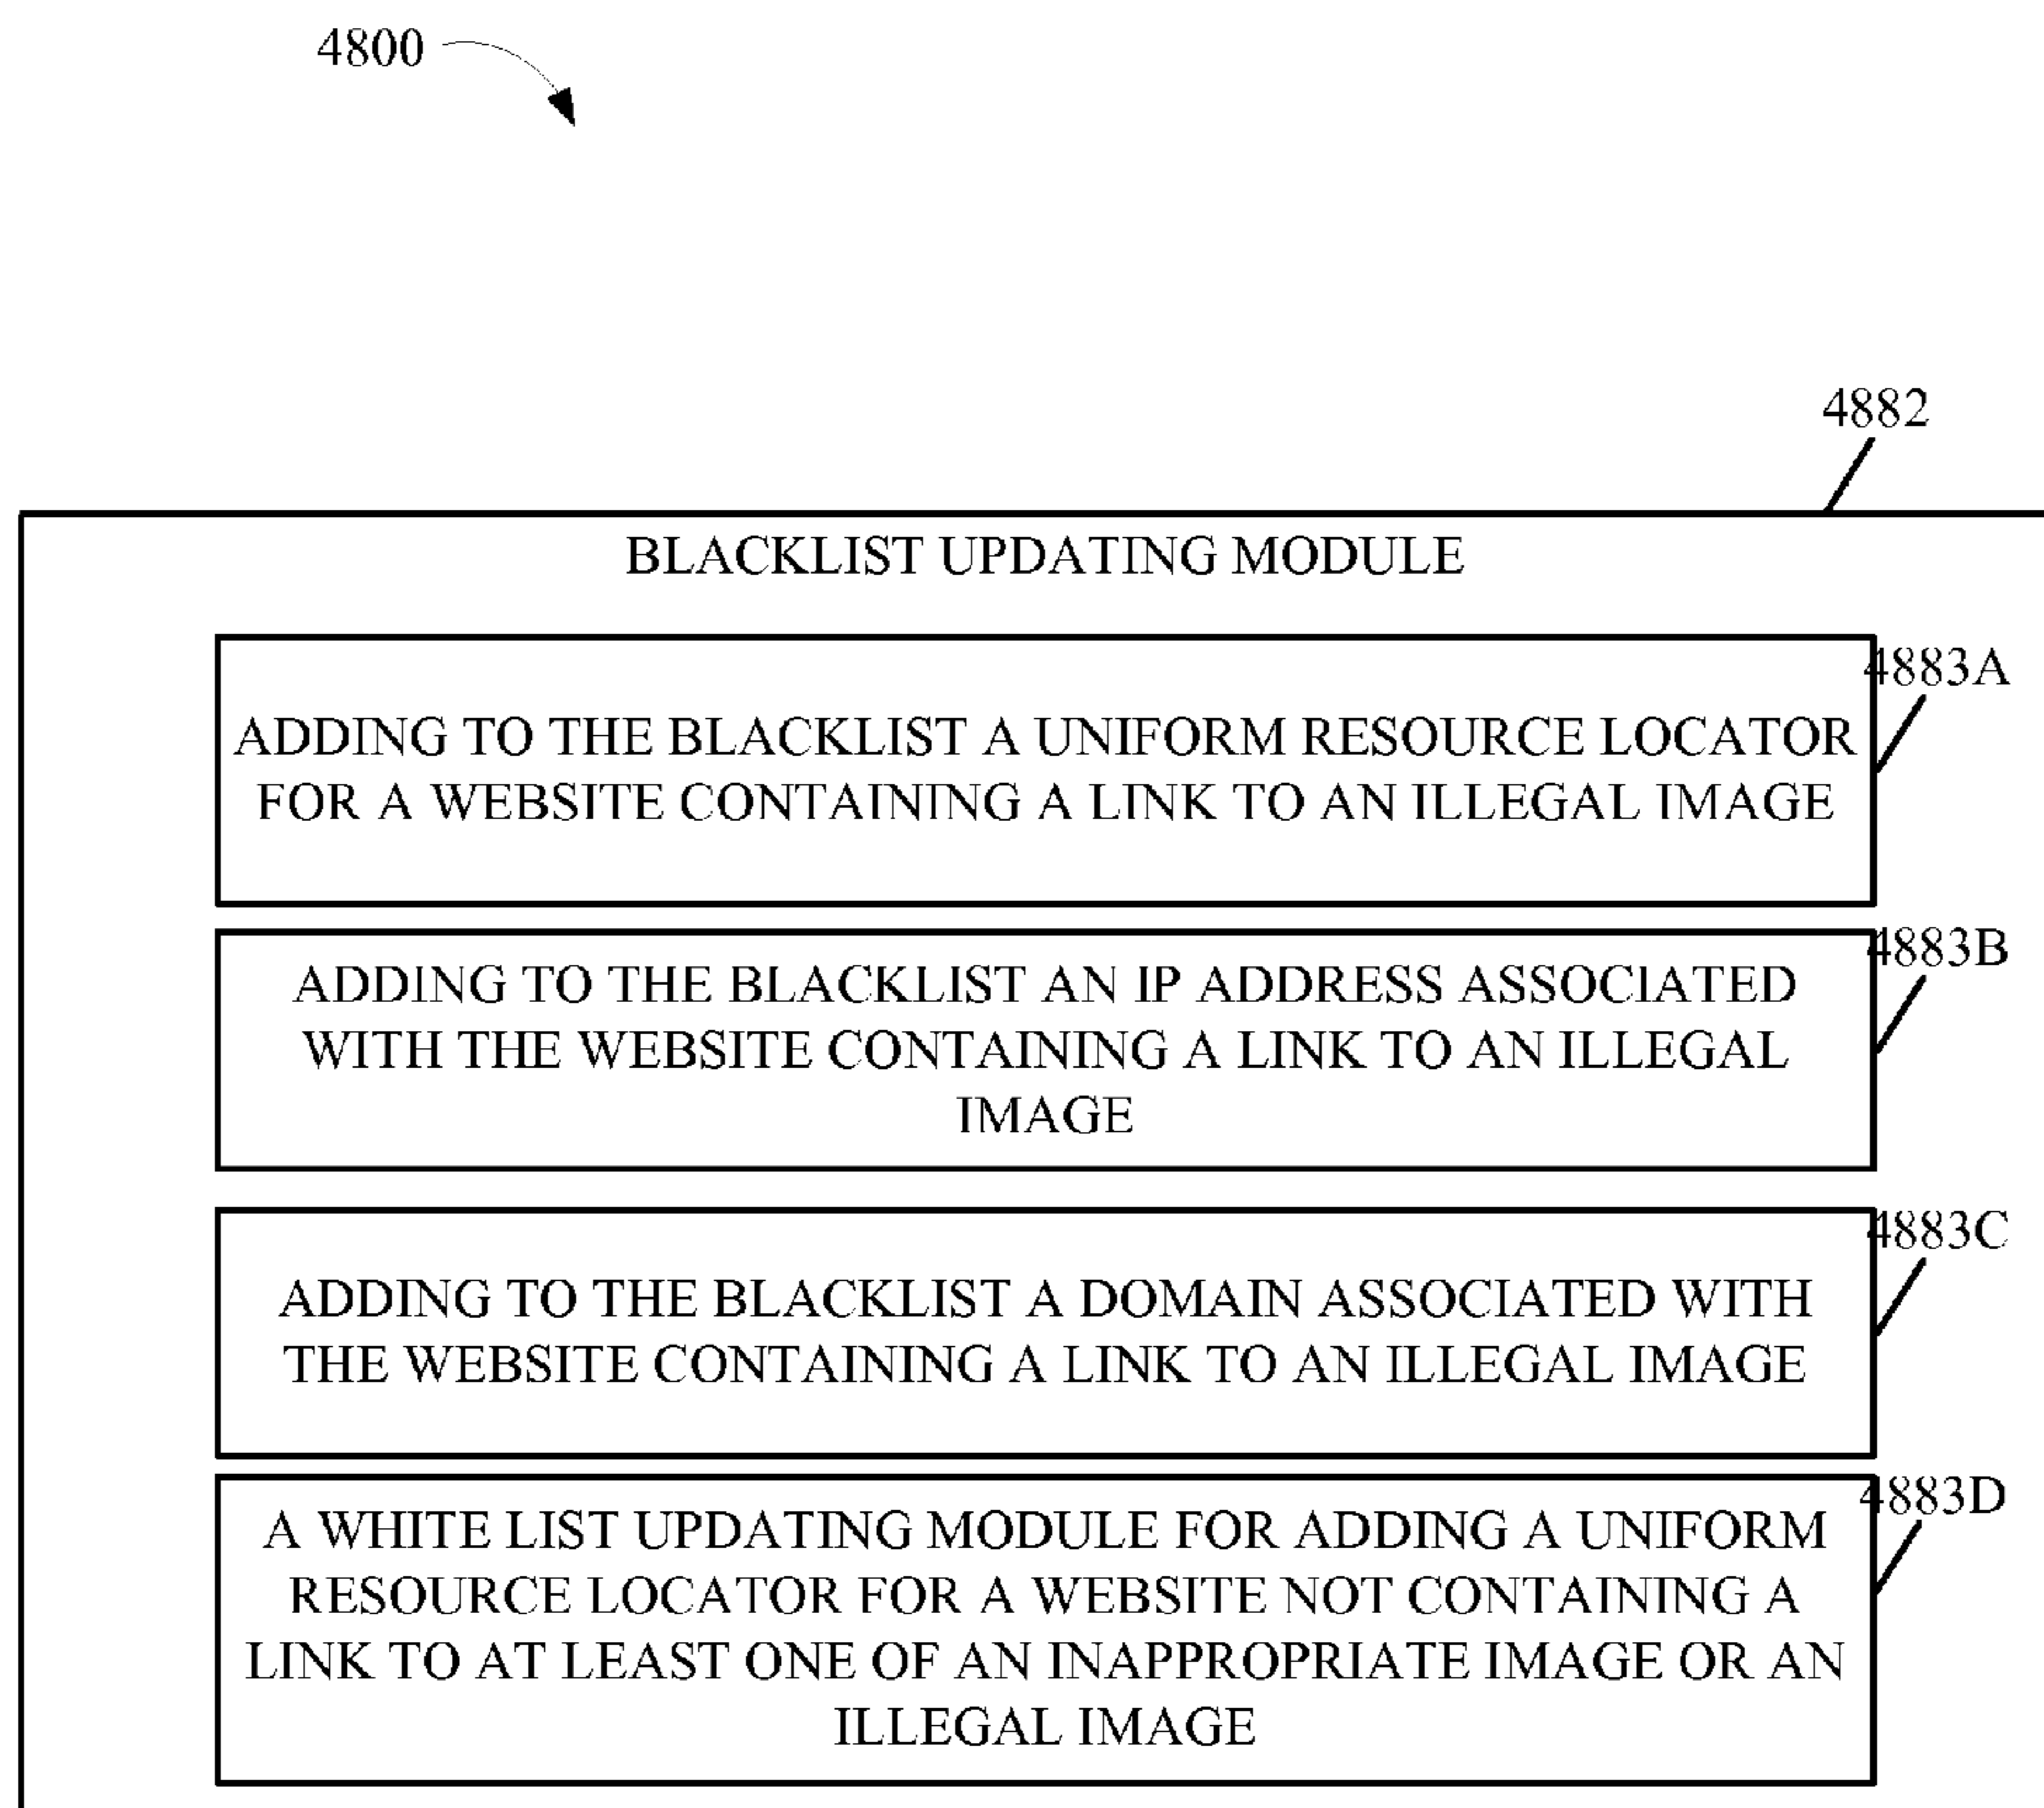 4800
4882
BLACKLIST UPDATING MODULE
4883A
ADDING TO THE BLACKLIST A UNIFORM RESOURCE LOCATOR
FOR A WEBSITE CONTAINING A LINK TO AN ILLEGAL IMAGE
4883B
ADDING TO THE BLACKLIST AN IP ADDRESS ASSOCIATED
WITH THE WEBSITE CONTAINING A LINK TO AN ILLEGAL
IMAGE
4883C
ADDING TO THE BLACKLIST A DOMAIN ASSOCIATED WITH
THE WEBSITE CONTAINING A LINK TO AN ILLEGAL IMAGE
4883D
A WHITE LIST UPDATING MODULE FOR ADDING A UNIFORM
RESOURCE LOCATOR FOR A WEBSITE NOT CONTAINING A
LINK TO AT LEAST ONE OF AN INAPPROPRIATE IMAGE OR AN
ILLEGAL IMAGE